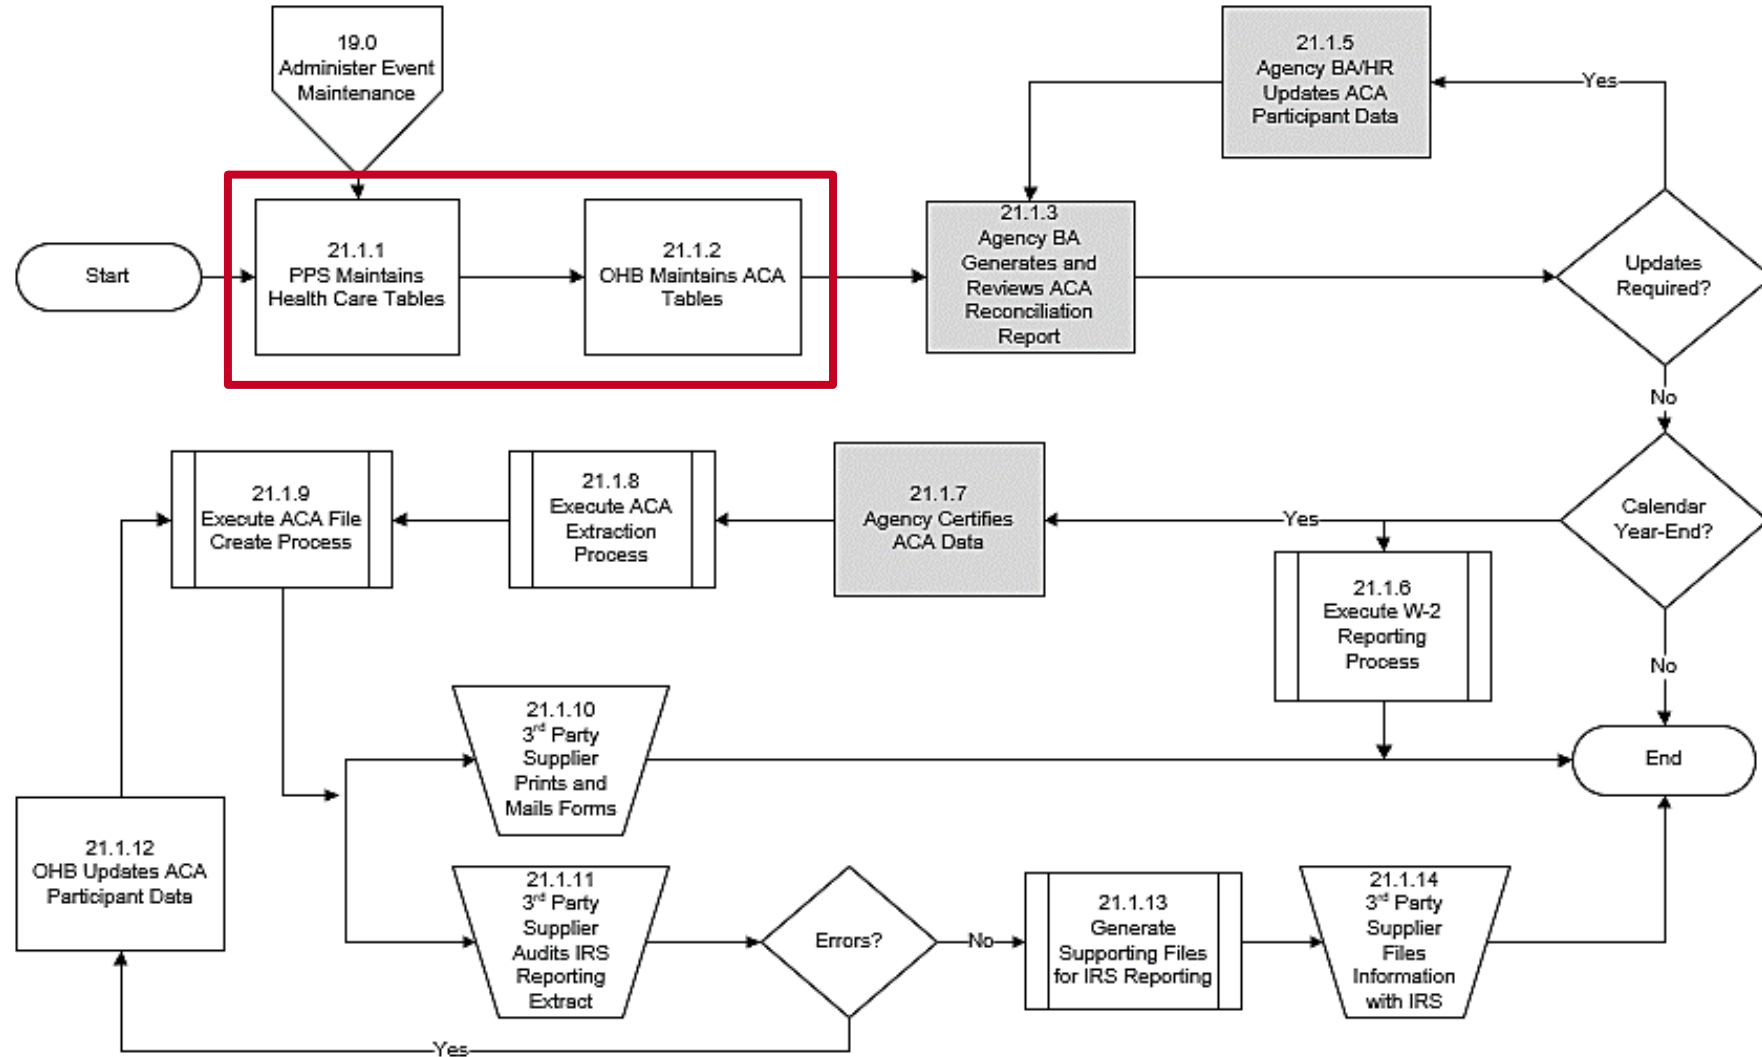 19.0
Administer Event
Maintenance
21.1.5
Agency BA/HR
Updates ACA
Participant Data
Yes
Start
21.1.1
PPS Maintains
Health Care Tables
21.1.2
OHB Maintains ACA
Tables
21.1.3
Agency BA
Generates and
Reviews ACA
Reconciliation
Report
Updates
Required?
No
21.1.9
Execute ACA File
Create Process
21.1.8
Execute ACA
Extraction
Process
21.1.7
Agency Certifies
ACA Data
Yes
Calendar
Year-End?
21.1.6
Execute W-2
Reporting
Process
No
21.1.10
3rd Party
Supplier
Prints and
Mails Forms
End
21.1.12
OHB Updates ACA
Participant Data
21.1.11
3rd Party
Supplier
Audits IRS
Reporting
Extract
Errors?
No
21.1.13
Generate
Supporting Files
for IRS Reporting
21.1.14
3rd Party
Supplier
Files
Information
with IRS
Yes